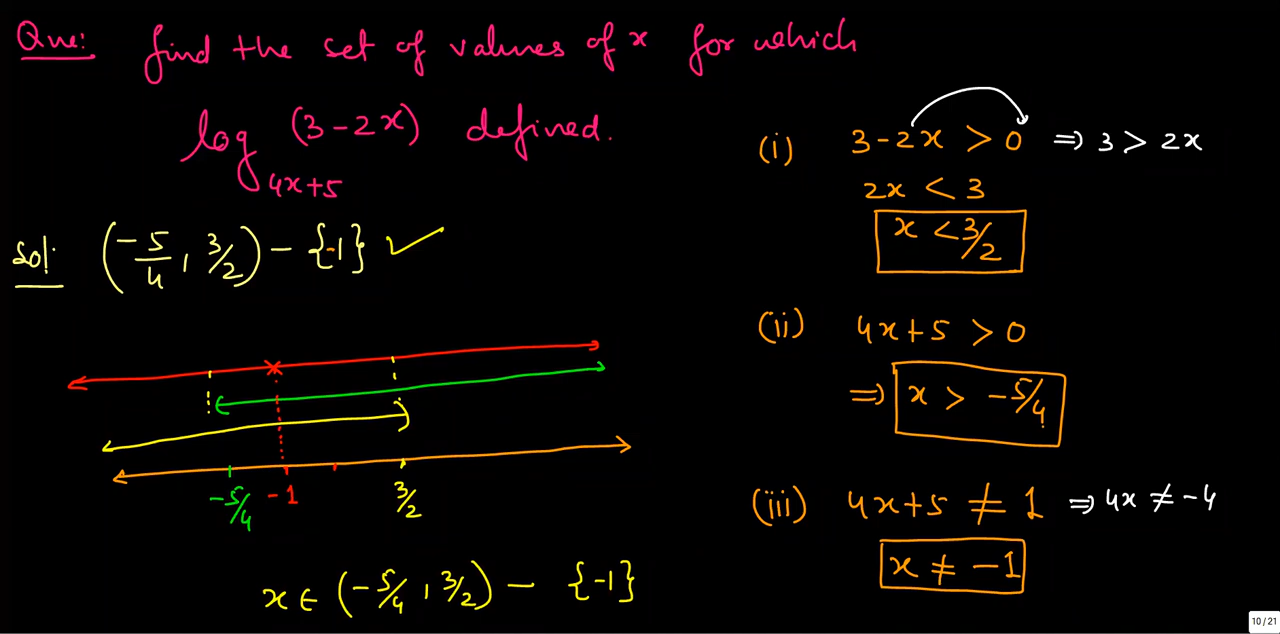 Que: find the set of values of x for which
log_{4x+5} (3-2x) defined.
Sol: (-5/4, 3/2) - {-1} ✓
-5/4 -1 3/2
x ∈ (-5/4, 3/2) - {-1}
(i) 3-2x > 0 ⇒ 3 > 2x
2x < 3
x < 3/2
(ii) 4x+5 > 0
⇒ x > -5/4
(iii) 4x+5 ≠ 1 ⇒ 4x ≠ -4
x ≠ -1
10 / 21